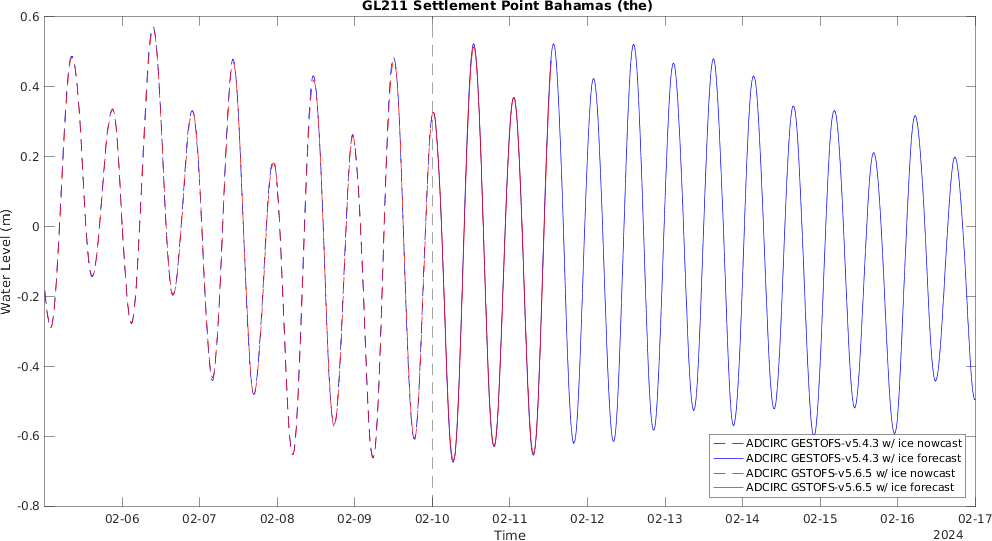 GL211 Settlement Point Bahamas (the)
0.6
0.4
0.2
0
-0.2
-0.4
-0.6
-0.8
Water Level (m)
ADCIRC GESTOFS-v5.4.3 w/ ice nowcast
ADCIRC GESTOFS-v5.4.3 w/ ice forecast
ADCIRC GSTOFS-v5.6.5 w/ ice nowcast
ADCIRC GSTOFS-v5.6.5 w/ ice forecast
02-06 02-07 02-08 02-09 02-10 02-11 02-12 02-13 02-14 02-15 02-16 02-17
Time
2024